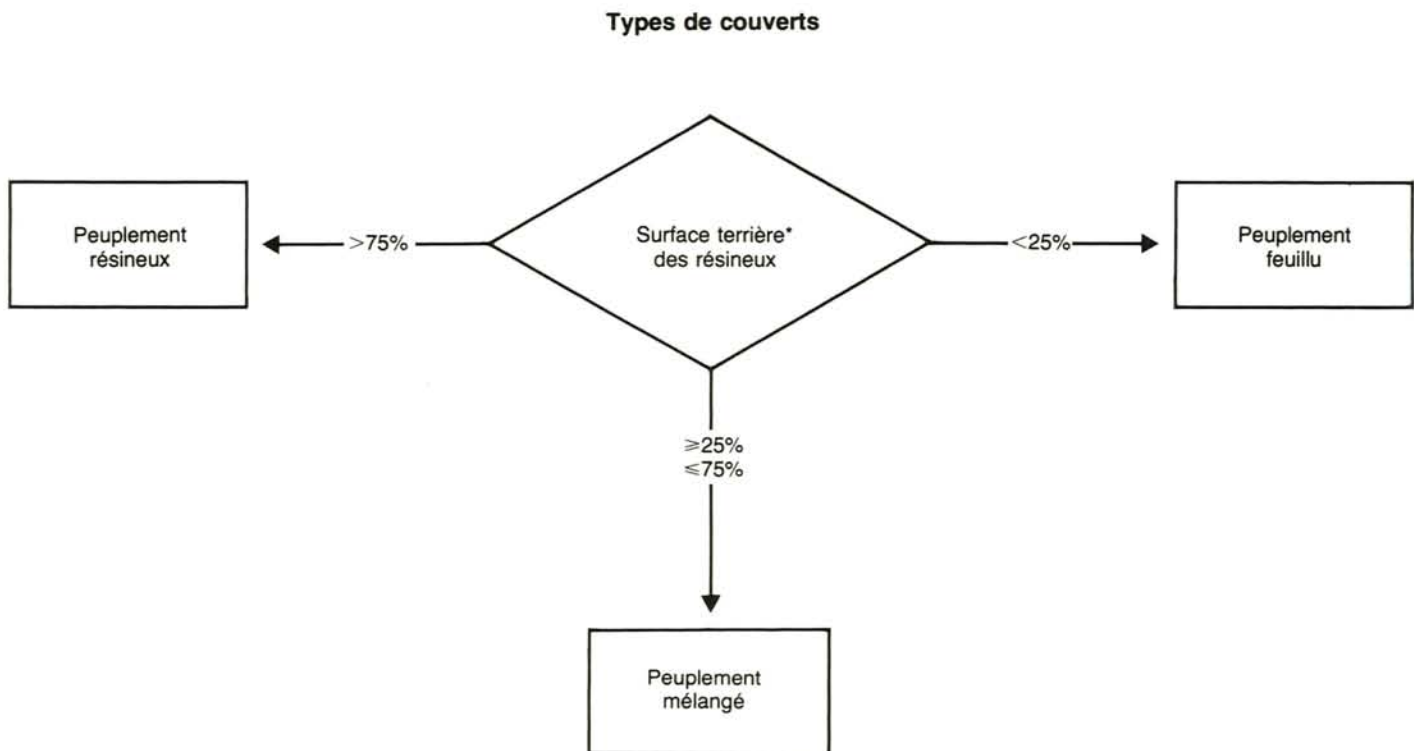 Types de couverts
Peuplement
résineux
>75%
Surface terrière*
des résineux
<25%
Peuplement
feuillu
≥25%
≤75%
Peuplement
mélangé